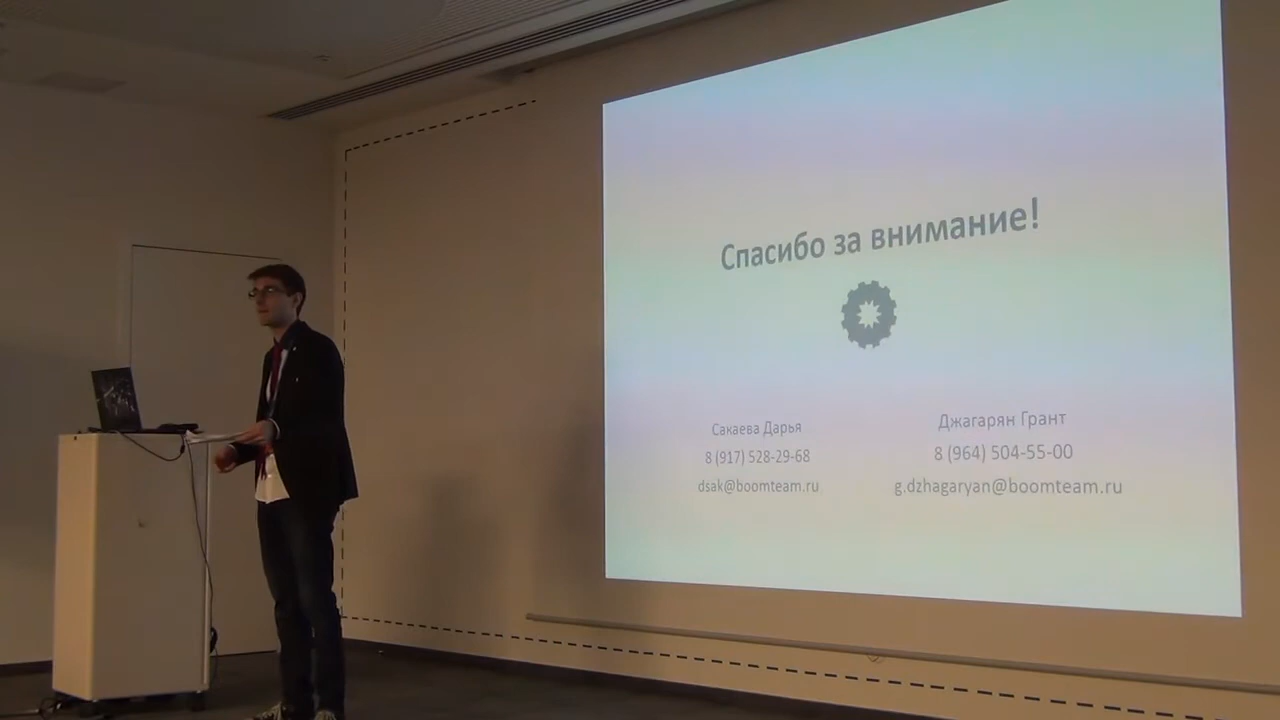 Спасибо за внимание!
Сакаева Дарья
8 (917) 528-29-68
dsak@boomteam.ru
Джагарян Грант
8 (964) 504-55-00
g.dzhagaryan@boomteam.ru